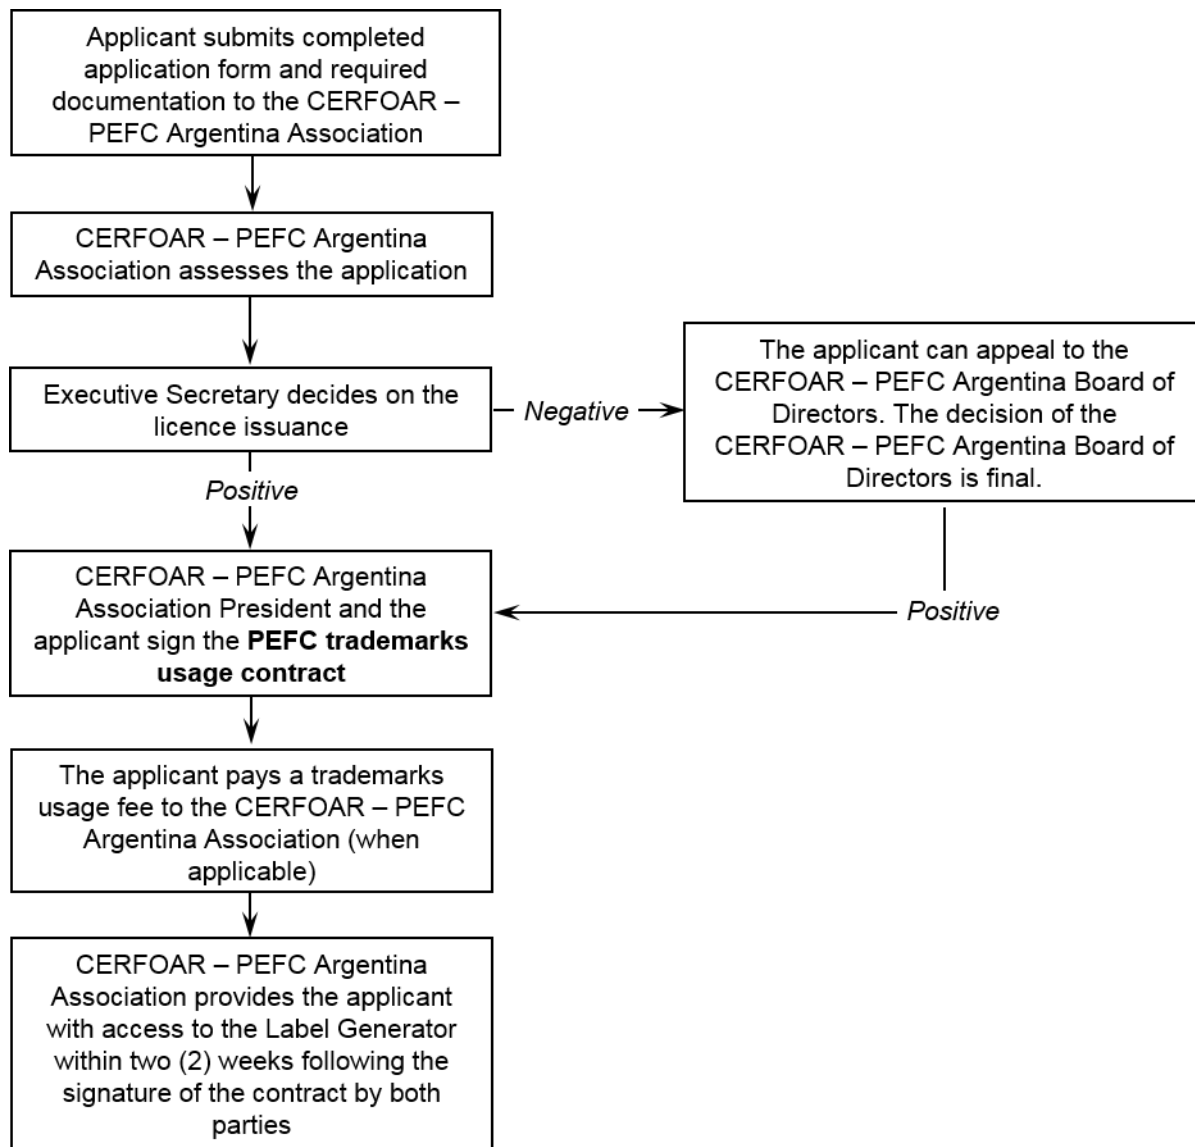 Applicant submits completed
application form and required
documentation to the CERFOAR –
PEFC Argentina Association
CERFOAR – PEFC Argentina
Association assesses the application
Executive Secretary decides on the
licence issuance
Negative
The applicant can appeal to the
CERFOAR – PEFC Argentina Board of
Directors. The decision of the
CERFOAR – PEFC Argentina Board of
Directors is final.
Positive
CERFOAR – PEFC Argentina
Association President and the
applicant sign the PEFC trademarks
usage contract
Positive
The applicant pays a trademarks
usage fee to the CERFOAR – PEFC
Argentina Association (when
applicable)
CERFOAR – PEFC Argentina
Association provides the applicant
with access to the Label Generator
within two (2) weeks following the
signature of the contract by both
parties